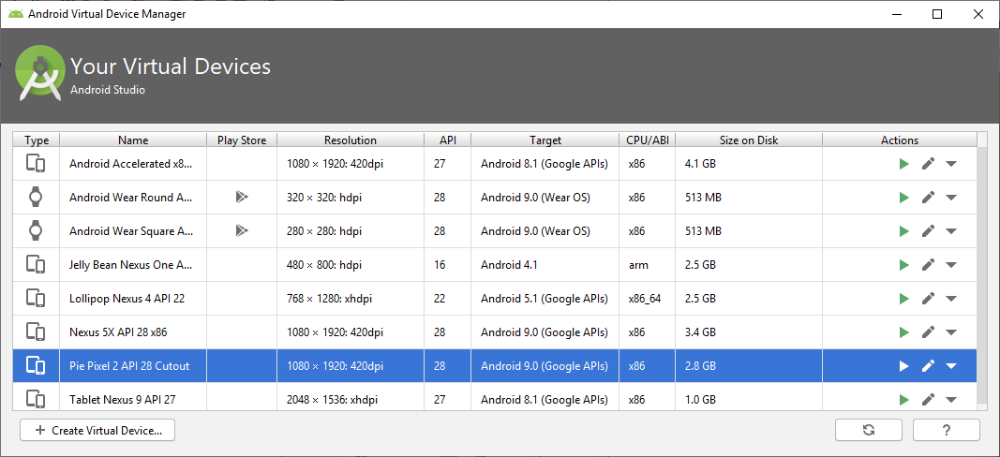 Android Virtual Device Manager
Your Virtual Devices
Android Studio
Type Name Play Store Resolution API Target CPU/ABI Size on Disk Actions
Android Accelerated x8... 1080 × 1920: 420dpi 27 Android 8.1 (Google APIs) x86 4.1 GB
Android Wear Round A... 320 × 320: hdpi 28 Android 9.0 (Wear OS) x86 513 MB
Android Wear Square A... 280 × 280: hdpi 28 Android 9.0 (Wear OS) x86 513 MB
Jelly Bean Nexus One A... 480 × 800: hdpi 16 Android 4.1 arm 2.5 GB
Lollipop Nexus 4 API 22 768 × 1280: xhdpi 22 Android 5.1 (Google APIs) x86_64 2.5 GB
Nexus 5X API 28 x86 1080 × 1920: 420dpi 28 Android 9.0 (Google APIs) x86 3.4 GB
Pie Pixel 2 API 28 Cutout 1080 × 1920: 420dpi 28 Android 9.0 (Google APIs) x86 2.8 GB
Tablet Nexus 9 API 27 2048 × 1536: xhdpi 27 Android 8.1 (Google APIs) x86 1.0 GB
+ Create Virtual Device... ?